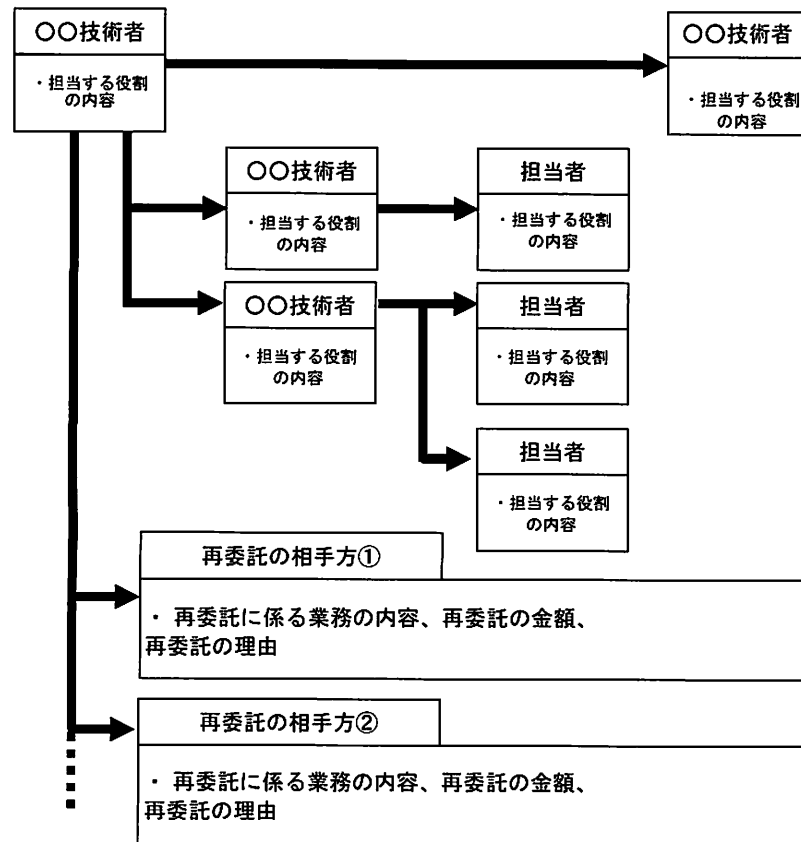 〇〇技術者
・担当する役割
の内容
〇〇技術者
・担当する役割
の内容
〇〇技術者
・担当する役割
の内容
担当者
・担当する役割
の内容
〇〇技術者
・担当する役割
の内容
担当者
・担当する役割
の内容
担当者
・担当する役割
の内容
再委託の相手方①
・ 再委託に係る業務の内容、再委託の金額、
再委託の理由
再委託の相手方②
・ 再委託に係る業務の内容、再委託の金額、
再委託の理由